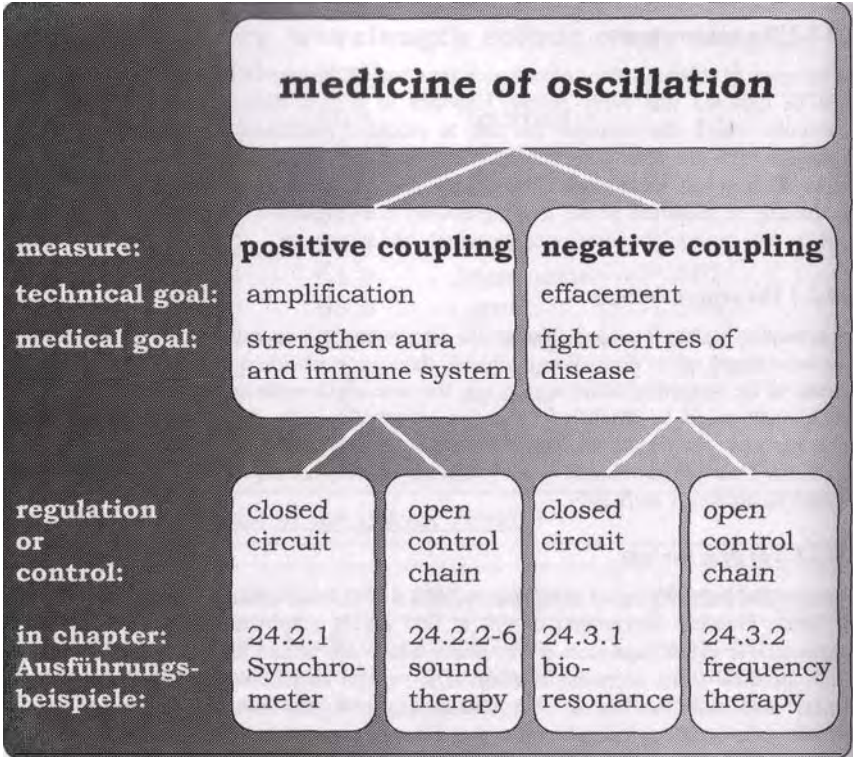 medicine of oscillation
measure: positive coupling negative coupling
technical goal: amplification effacement
medical goal: strengthen aura fight centres of
and immune system disease
regulation closed open closed open
or circuit control circuit control
control: chain chain
in chapter: 24.2.1 24.2.2-6 24.3.1 24.3.2
Ausführungs- Synchro- sound bio- frequency
beispiele: meter therapy resonance therapy